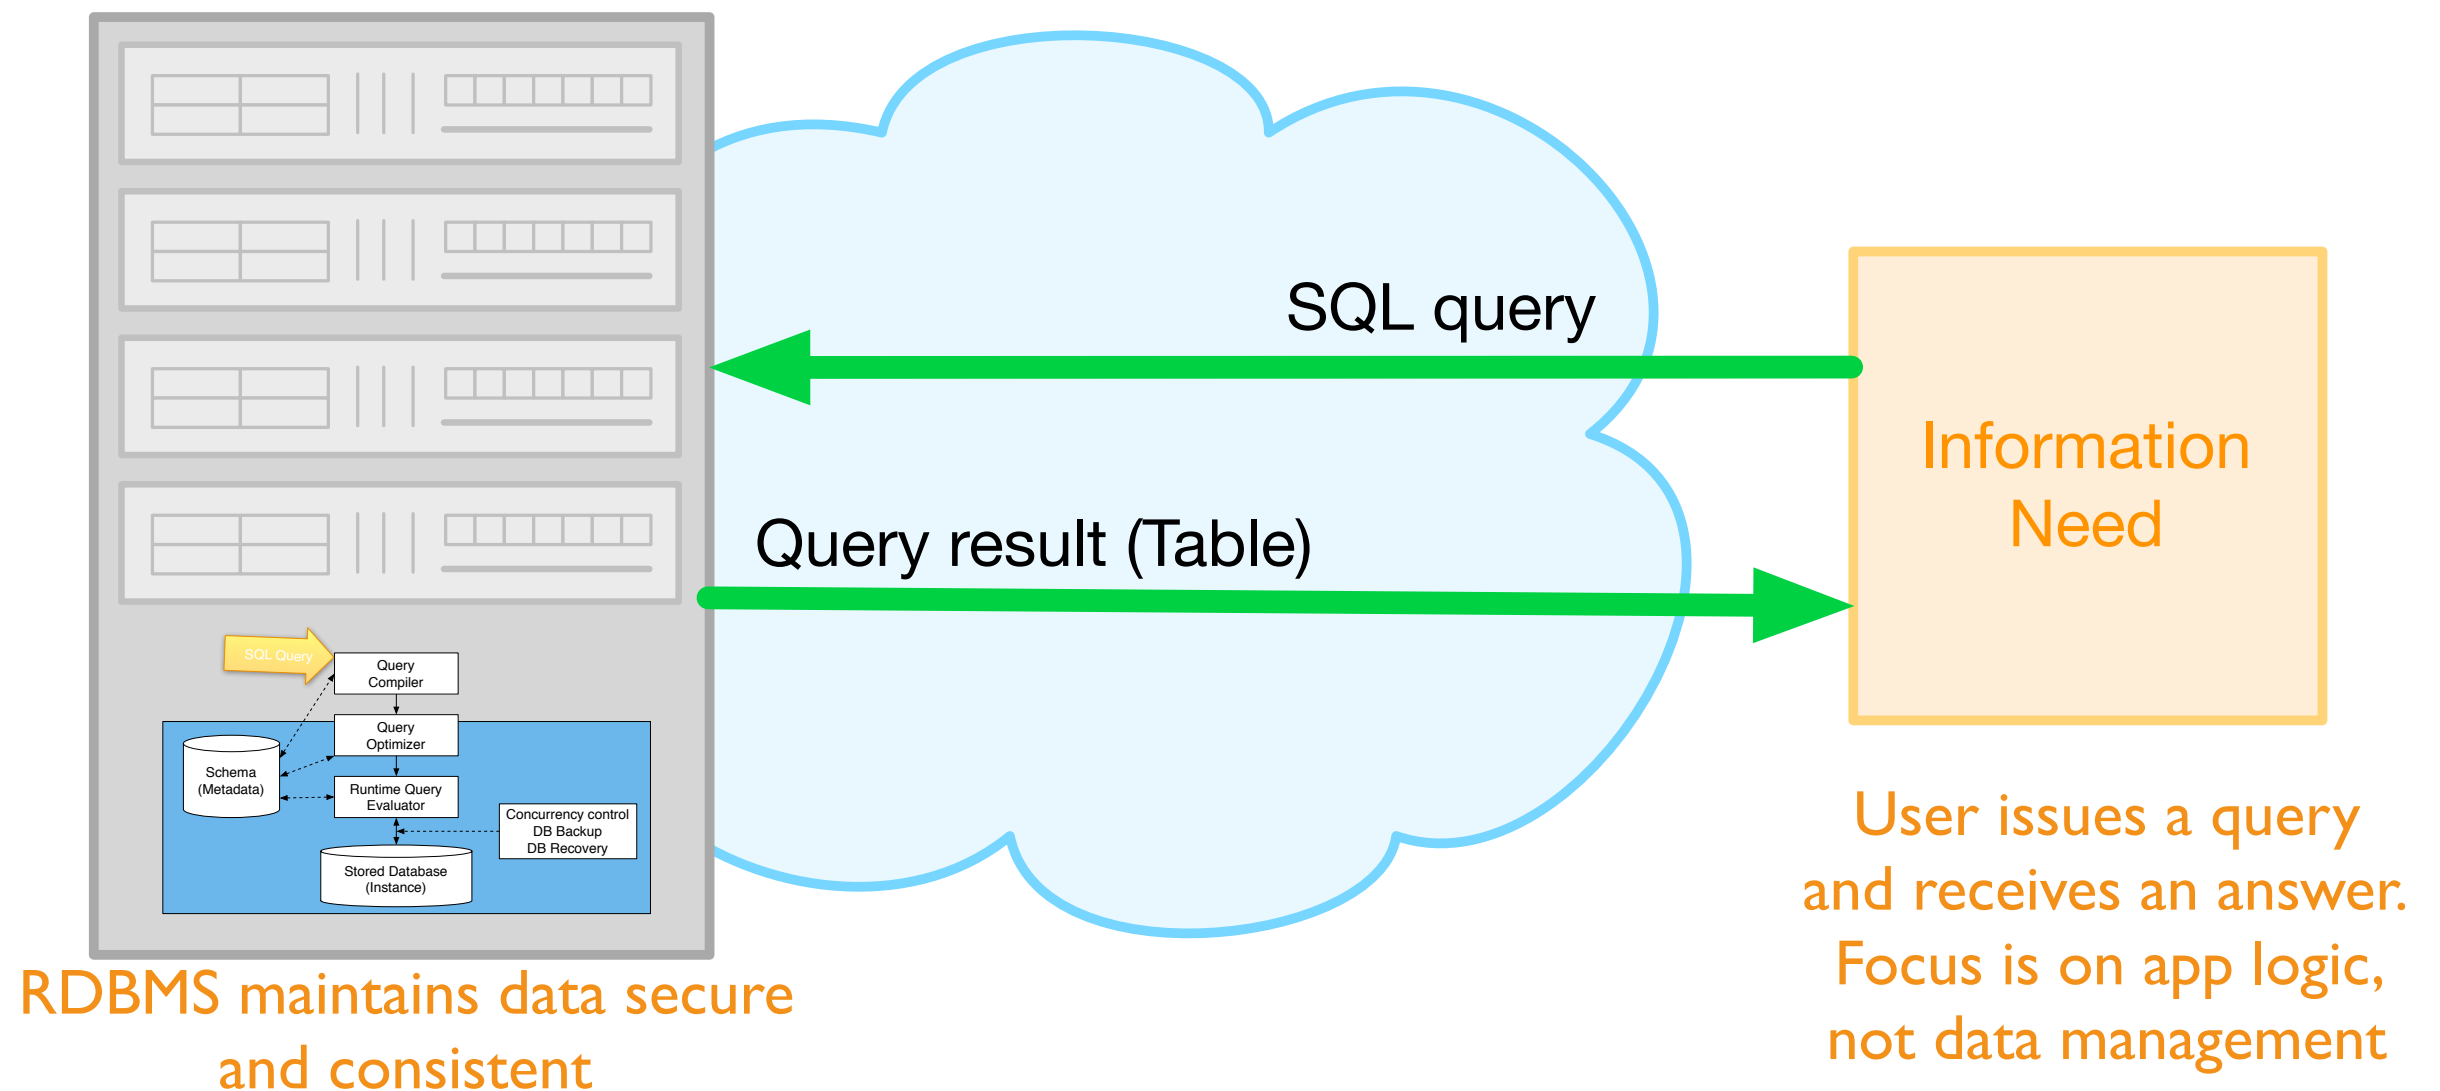 SQL query
Information
Need
Query result (Table)
SQL Query
Query
Compiler
Query
Optimizer
Schema
(Metadata)
Runtime Query
Evaluator
Concurrency control
DB Backup
DB Recovery
Stored Database
(Instance)
RDBMS maintains data secure
and consistent
User issues a query
and receives an answer.
Focus is on app logic,
not data management